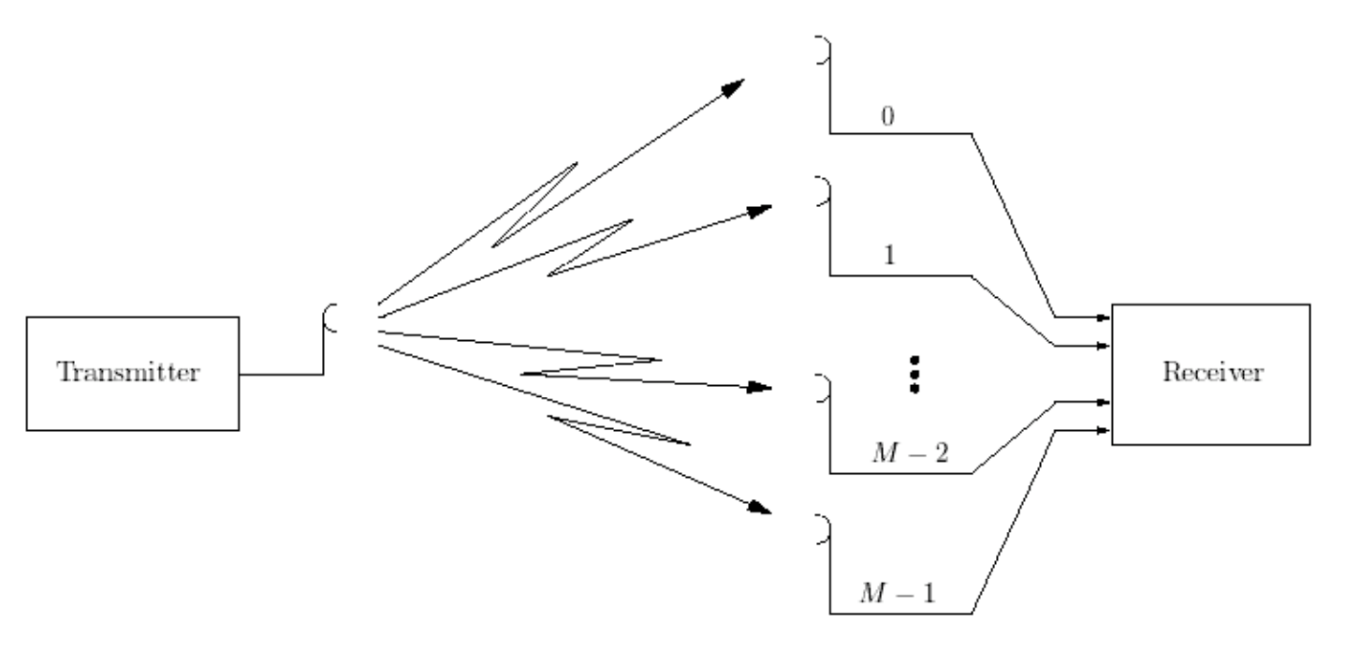 0
1
Transmitter
Receiver
M − 2
M − 1